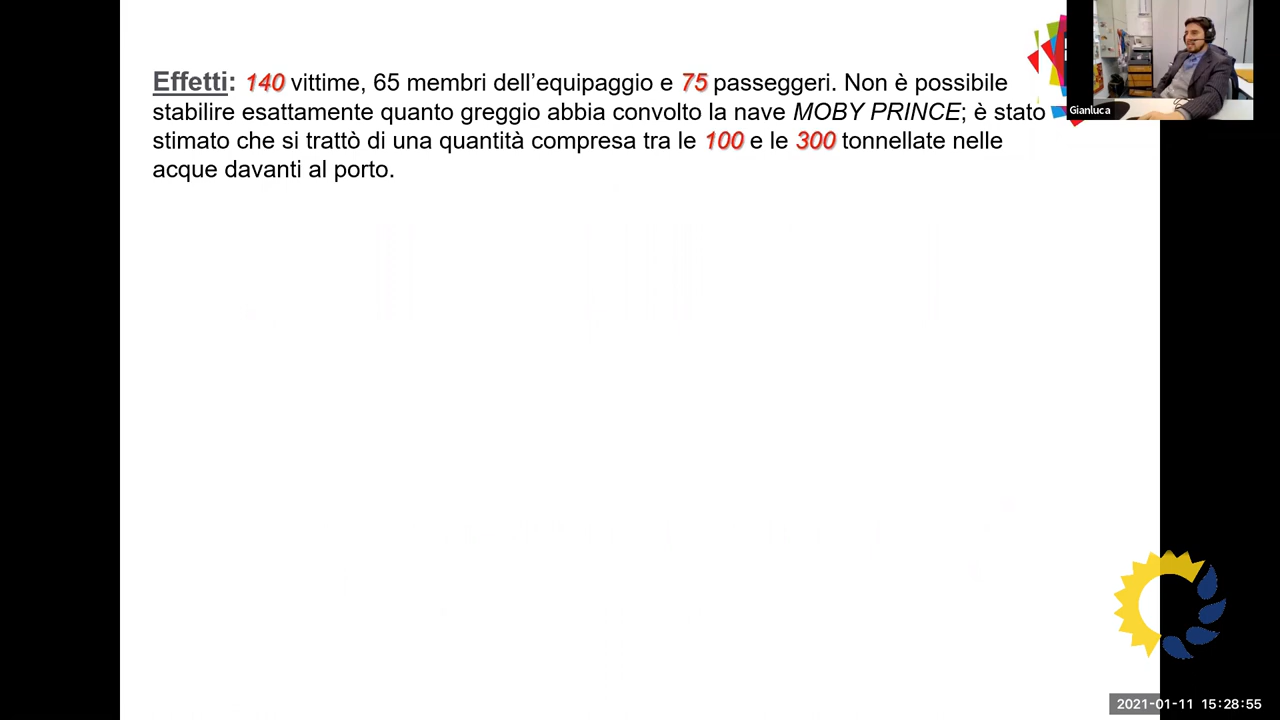 Effetti: 140 vittime, 65 membri dell’equipaggio e 75 passeggeri. Non è possibile
stabilire esattamente quanto greggio abbia convolto la nave MOBY PRINCE; è stato
stimato che si trattò di una quantità compresa tra le 100 e le 300 tonnellate nelle
acque davanti al porto.
Gianluca
2021-01-11 15:28:55